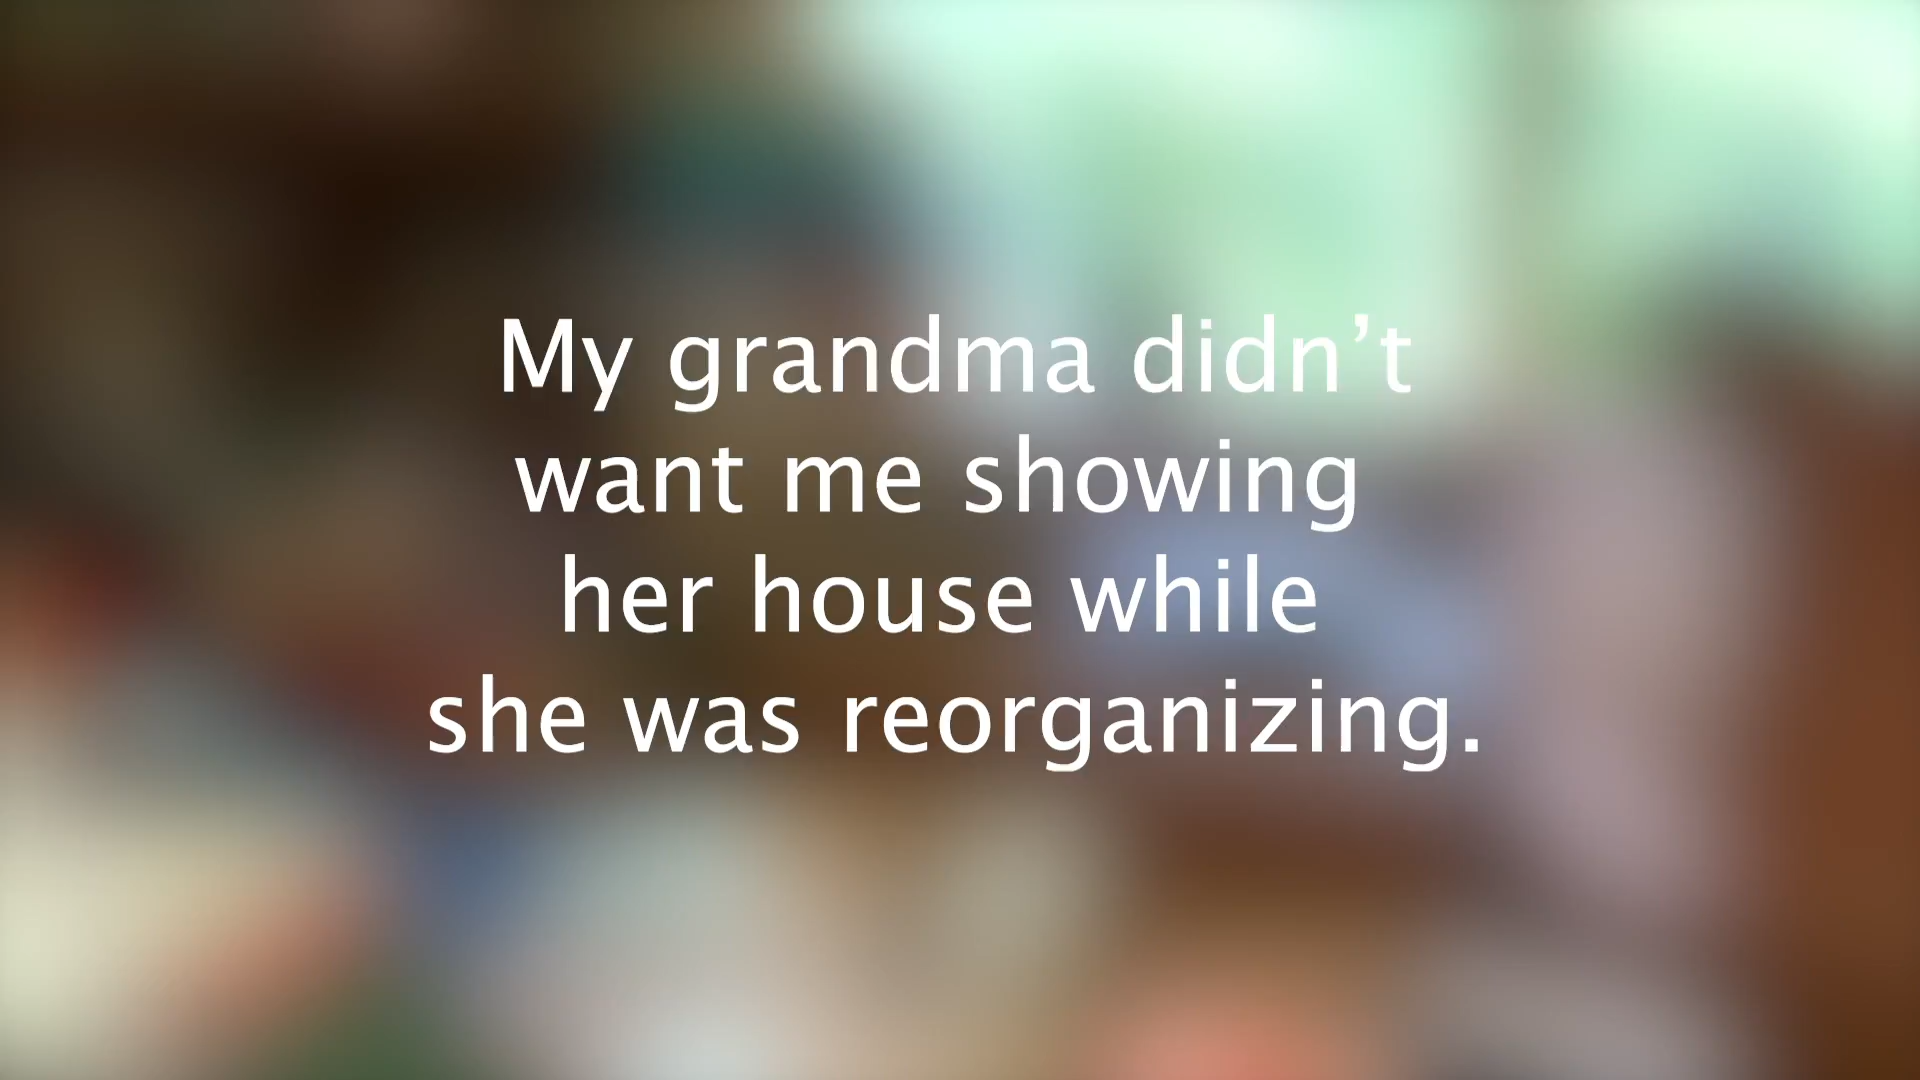 My grandma didn’t
want me showing
her house while
she was reorganizing.